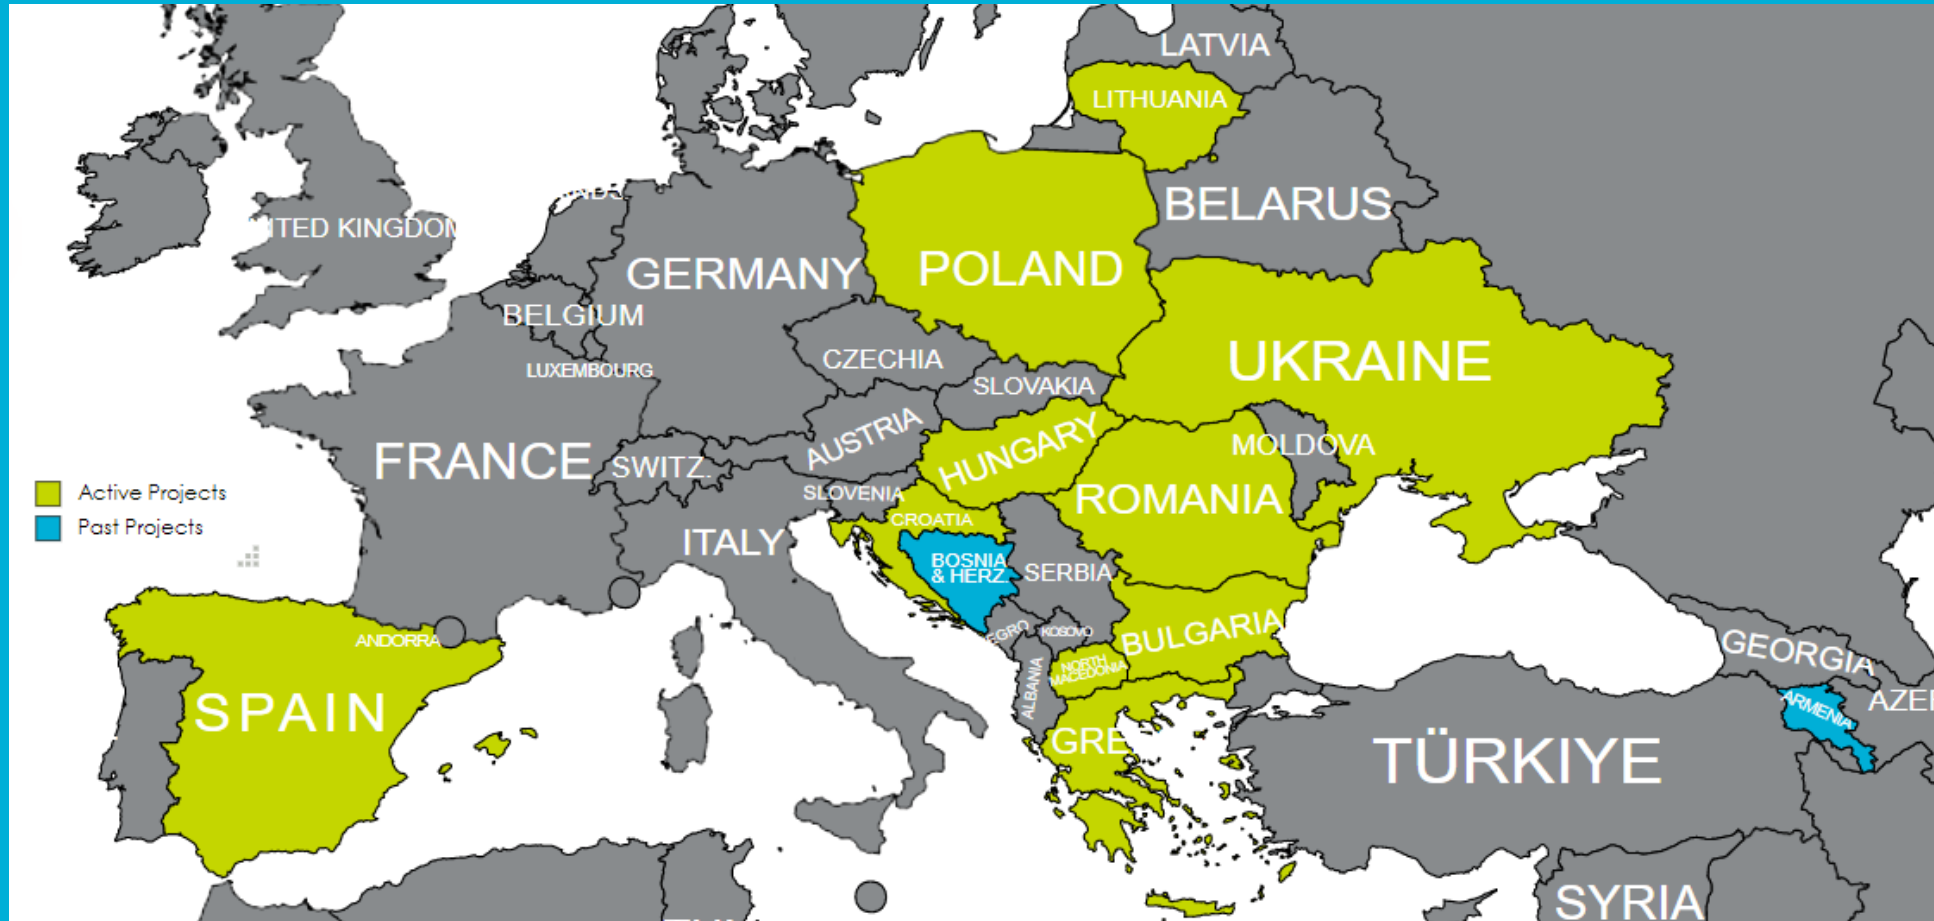 LATVIA
LITHUANIA
BELARUS
ITED KINGDOM
GERMANY
POLAND
BELGIUM
LUXEMBOURG
CZECHIA
UKRAINE
SLOVAKIA
AUSTRIA
HUNGARY
MOLDOVA
FRANCE
SWITZ.
SLOVENIA
ROMANIA
Active Projects
Past Projects
CROATIA
ITALY
BOSNIA
& HERZ.
SERBIA
ANDORRA
EGRO
KOSOVO
BULGARIA
GEORGIA
NORTH
MACEDONIA
ALBANIA
SPAIN
ARMENIA
AZE
GRE
TÜRKIYE
SYRIA